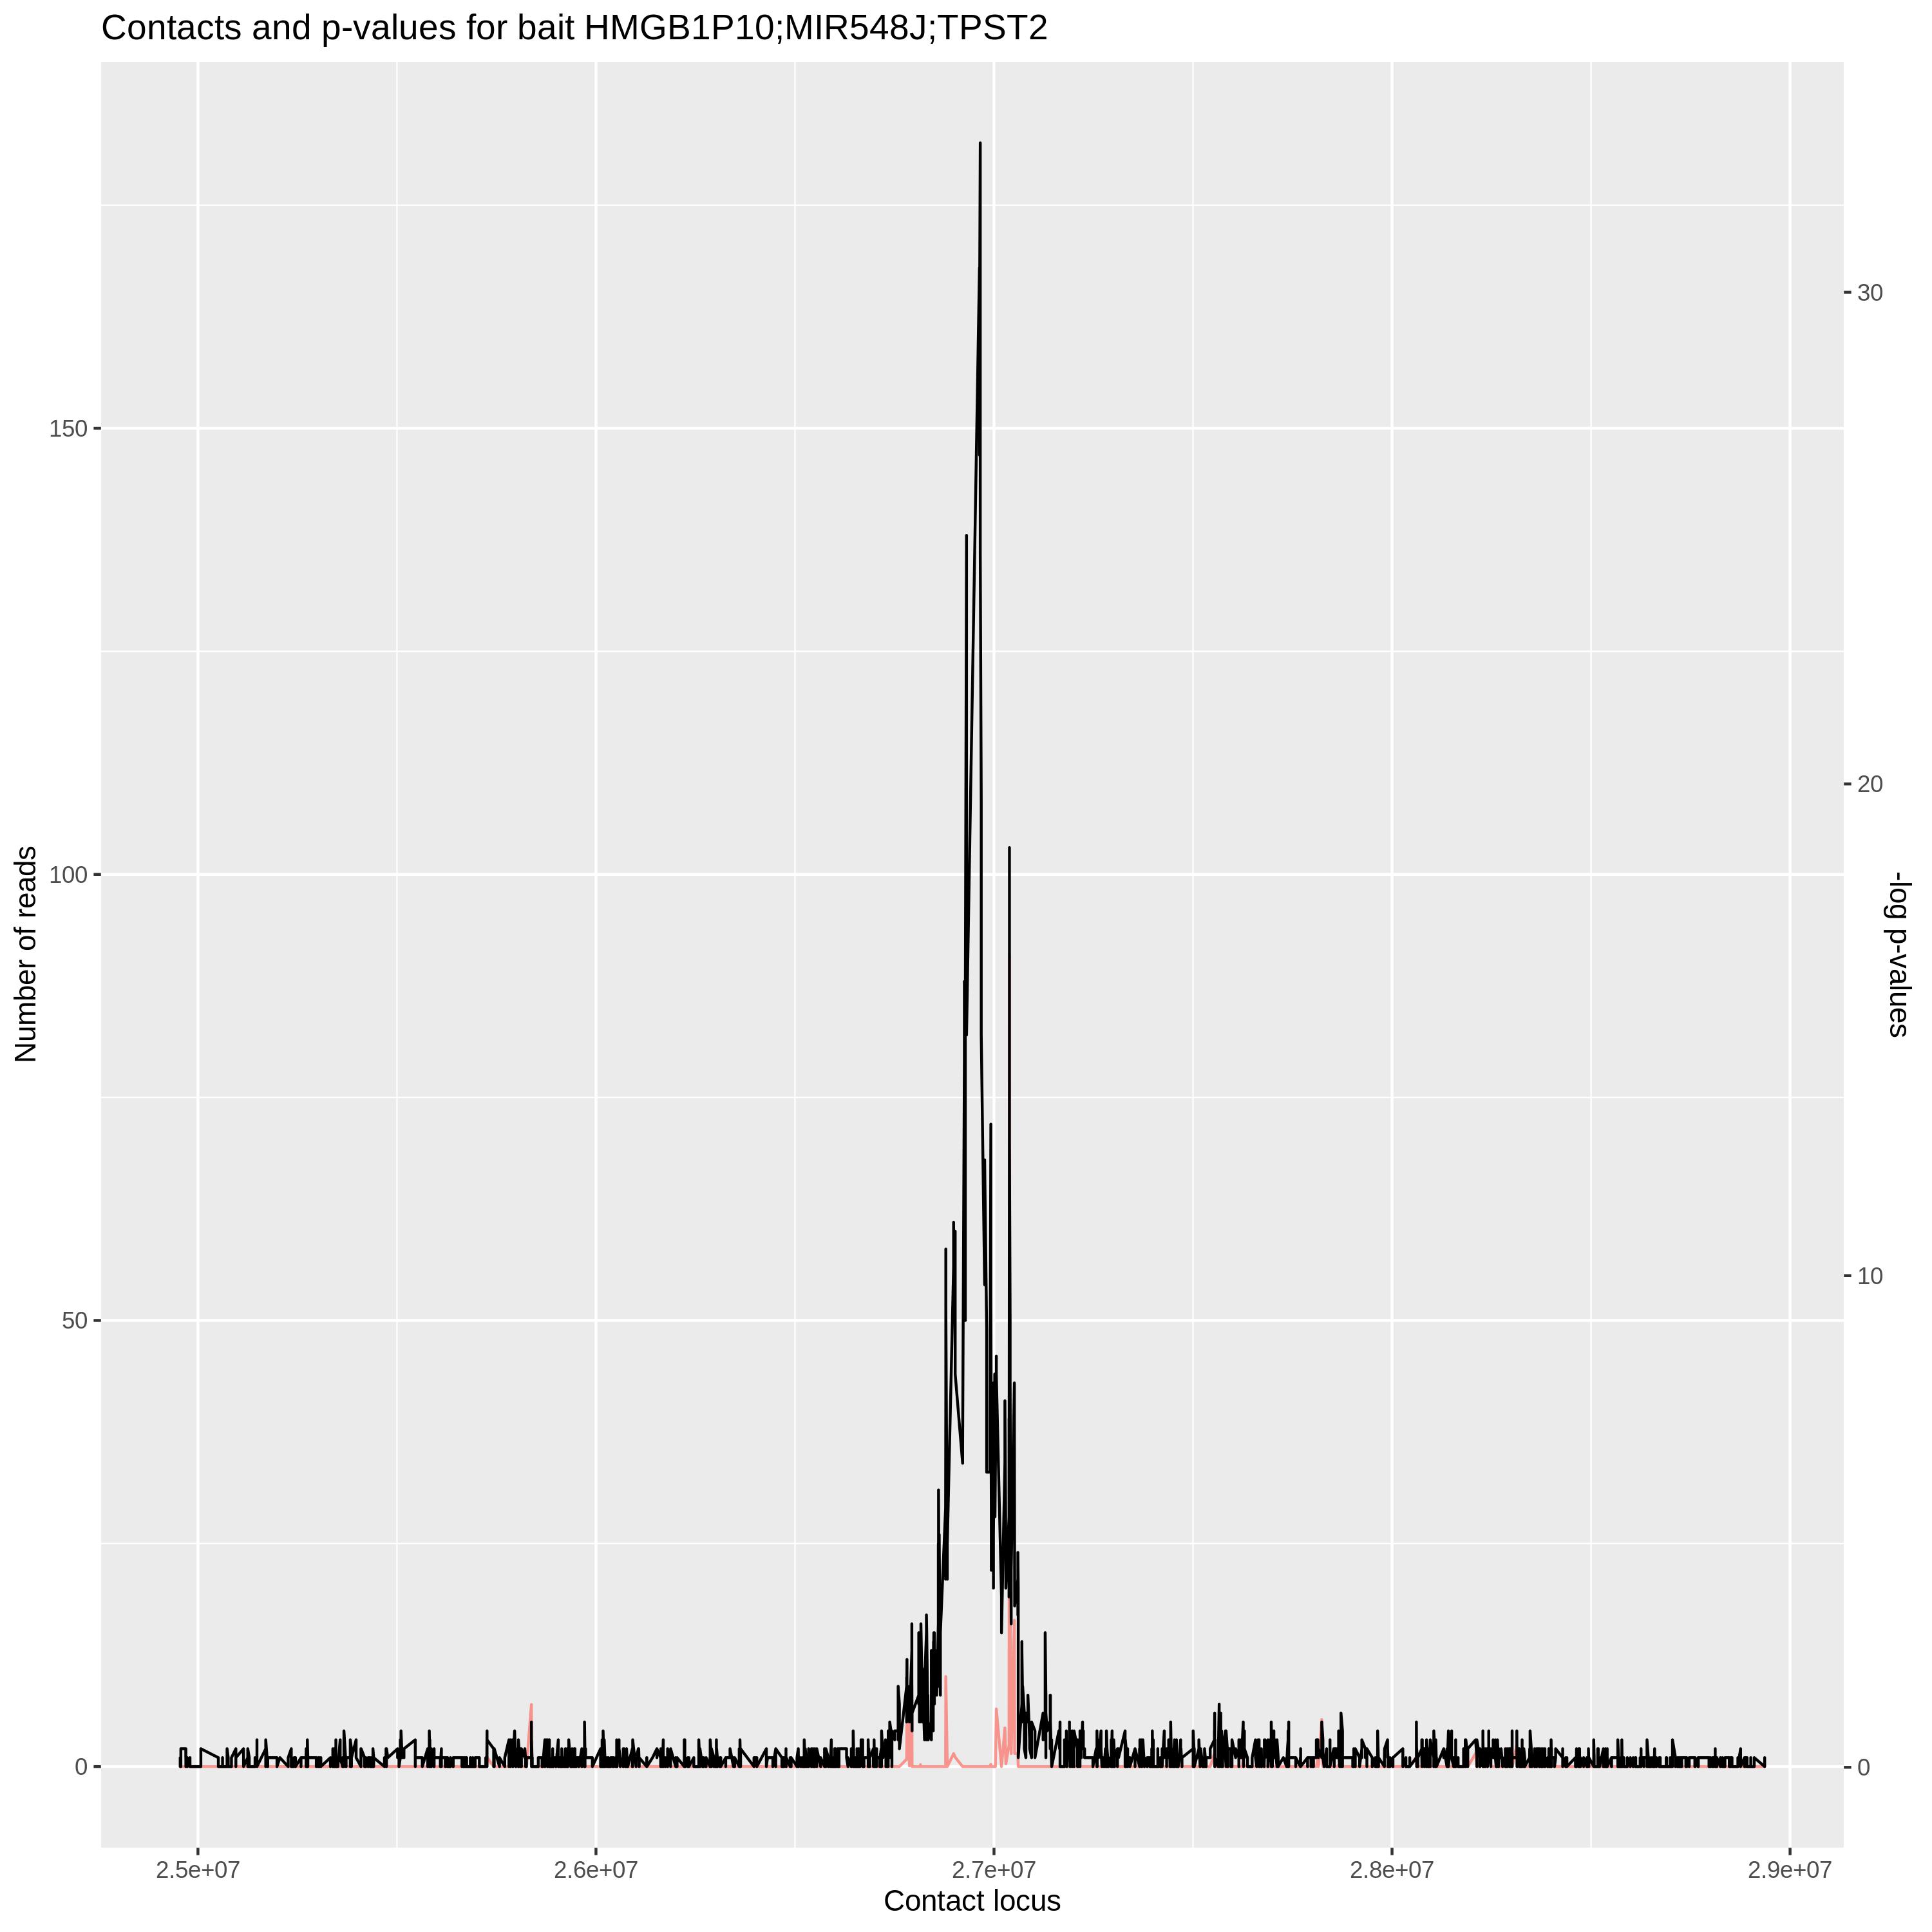 Contacts and p-values for bait HMGB1P10;MIR548J;TPST2
Number of reads
150
100
50
0
30
20
10
0
-log p-values
2.5e+07 2.6e+07 2.7e+07 2.8e+07 2.9e+07
Contact locus